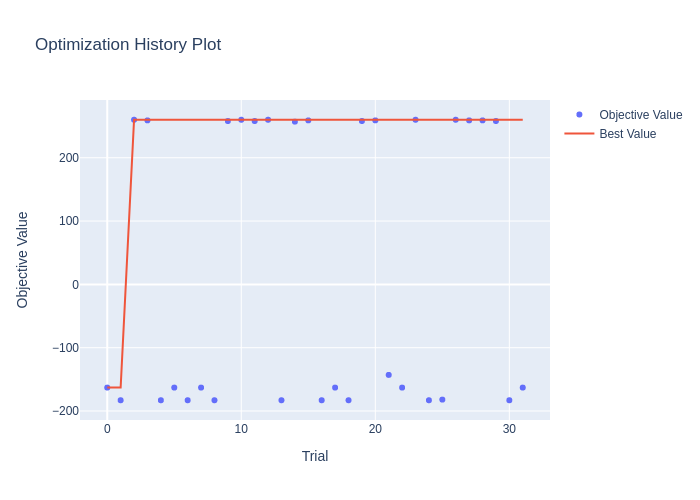 Optimization History Plot
Objective Value
Best Value
200
100
0
−100
−200
Objective Value
0
10
20
30
Trial